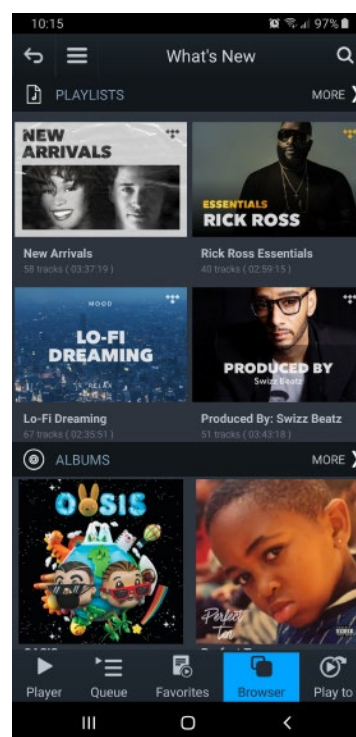 10:15
97%
What's New
PLAYLISTS
MORE
NEW
ARRIVALS
ESSENTIALS
RICK ROSS
New Arrivals
58 tracks ( 03:37:19 )
Rick Ross Essentials
40 tracks ( 02:59:15 )
MOOD
LO-FI
DREAMING
RELAX
PRODUCED BY
Swizz Beatz
Lo-Fi Dreaming
67 tracks ( 02:35:51 )
Produced By: Swizz Beatz
51 tracks ( 03:43:18 )
ALBUMS
MORE
OASIS
Perfect
Ten
Player
Queue
Favorites
Browser
Play to